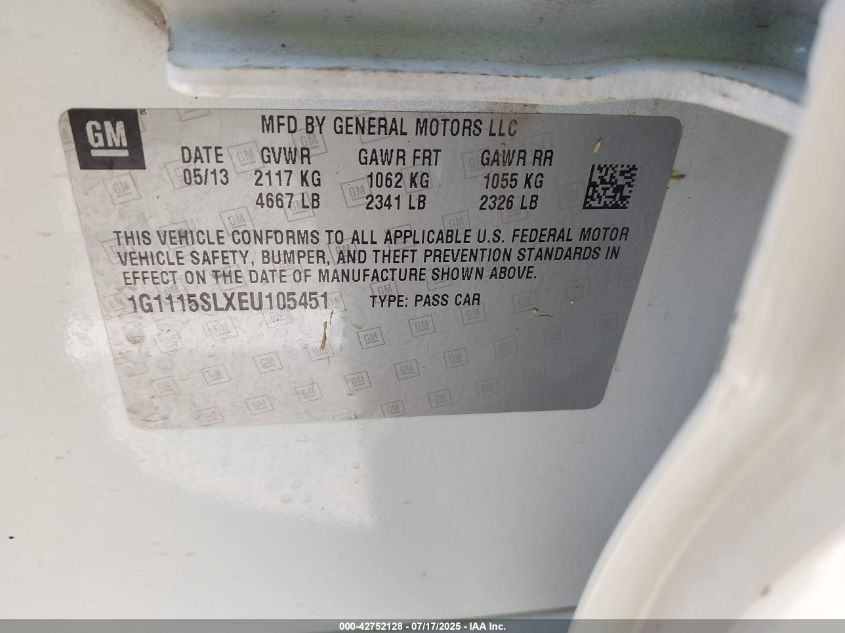 GM
MFD BY GENERAL MOTORS LLC
DATE GVWR GAWR FRT GAWR RR
05/13 2117 KG 1062 KG 1055 KG
4667 LB 2341 LB 2326 LB
THIS VEHICLE CONFORMS TO ALL APPLICABLE U.S. FEDERAL MOTOR
VEHICLE SAFETY, BUMPER, AND THEFT PREVENTION STANDARDS IN
EFFECT ON THE DATE OF MANUFACTURE SHOWN ABOVE.
1G1115SLXEU105451 TYPE: PASS CAR
000-42752128 - 07/17/2025 - IAA Inc.